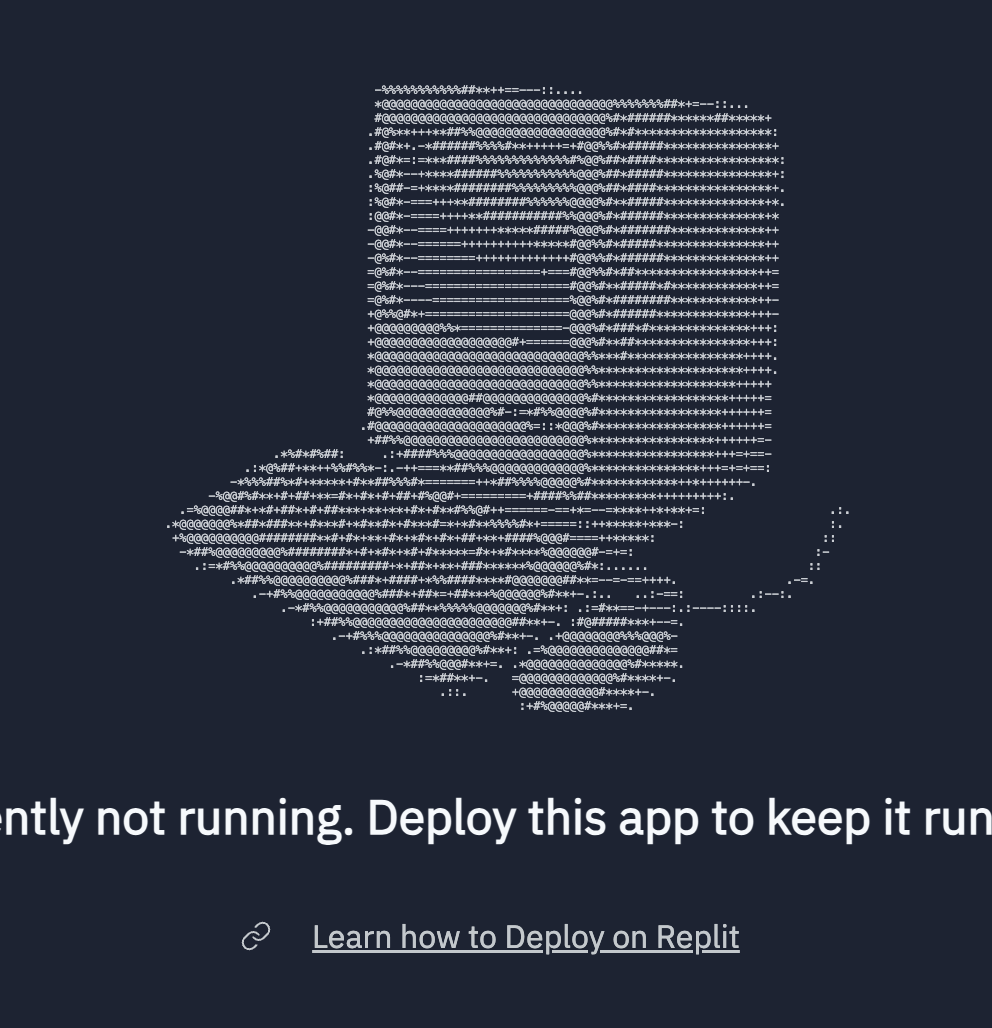 ently not running. Deploy this app to keep it run
Learn how to Deploy on Replit